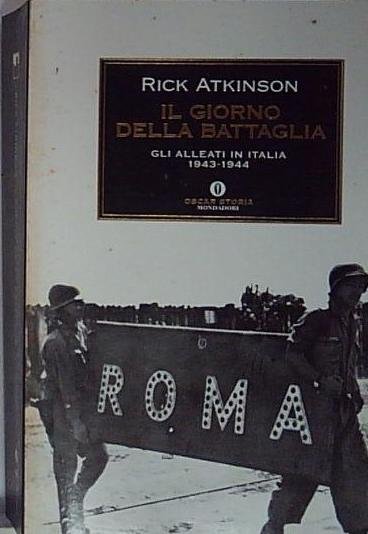 RICK ATKINSON
IL GIORNO
DELLA BATTAGLIA
GLI ALLEATI IN ITALIA
1943-1944
OSCAR STORIA
MONDADORI
ROMA